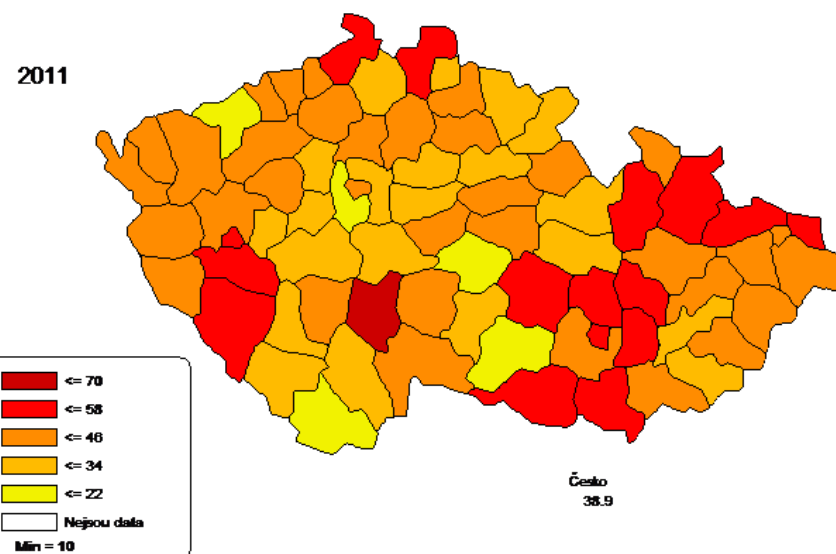 2011
<= 70
<= 58
<= 46
<= 34
<= 22
Nejsou data
Min = 10
Česko
38.9